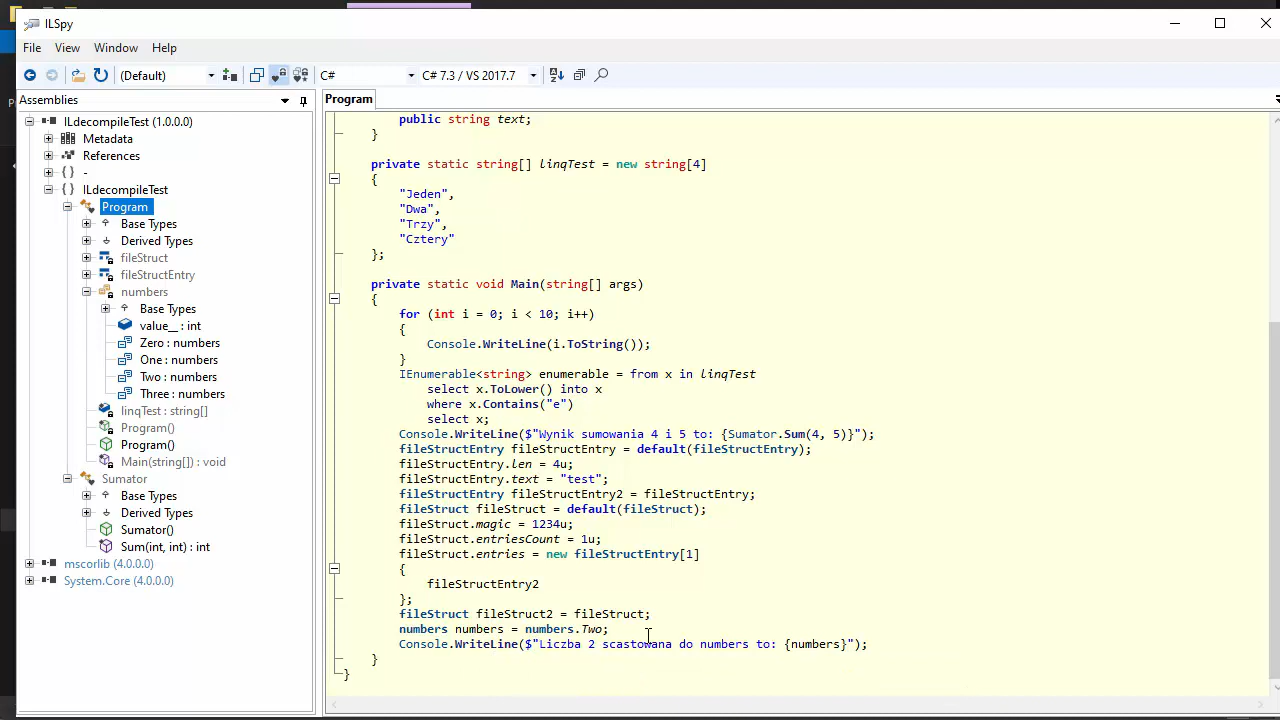 ILSpy
File View Window Help
(Default) C# C# 7.3 / VS 2017.7
Assemblies
ILdecompileTest (1.0.0.0)
Metadata
References
{ } -
{ } ILdecompileTest
Program
Base Types
Derived Types
fileStruct
fileStructEntry
numbers
Base Types
value__ : int
Zero : numbers
One : numbers
Two : numbers
Three : numbers
linqTest : string[]
Program()
Program()
Main(string[]) : void
Sumator
Base Types
Derived Types
Sumator()
Sum(int, int) : int
mscorlib (4.0.0.0)
System.Core (4.0.0.0)
Program
public string text;
}
private static string[] linqTest = new string[4]
{
"Jeden",
"Dwa",
"Trzy",
"Cztery"
};
private static void Main(string[] args)
{
for (int i = 0; i < 10; i++)
{
Console.WriteLine(i.ToString());
}
IEnumerable<string> enumerable = from x in linqTest
select x.ToLower() into x
where x.Contains("e")
select x;
Console.WriteLine($"Wynik sumowania 4 i 5 to: {Sumator.Sum(4, 5)}");
fileStructEntry fileStructEntry = default(fileStructEntry);
fileStructEntry.len = 4u;
fileStructEntry.text = "test";
fileStructEntry fileStructEntry2 = fileStructEntry;
fileStruct fileStruct = default(fileStruct);
fileStruct.magic = 1234u;
fileStruct.entriesCount = 1u;
fileStruct.entries = new fileStructEntry[1]
{
fileStructEntry2
};
fileStruct fileStruct2 = fileStruct;
numbers numbers = numbers.Two;
Console.WriteLine($"Liczba 2 scastowana do numbers to: {numbers}");
}
}